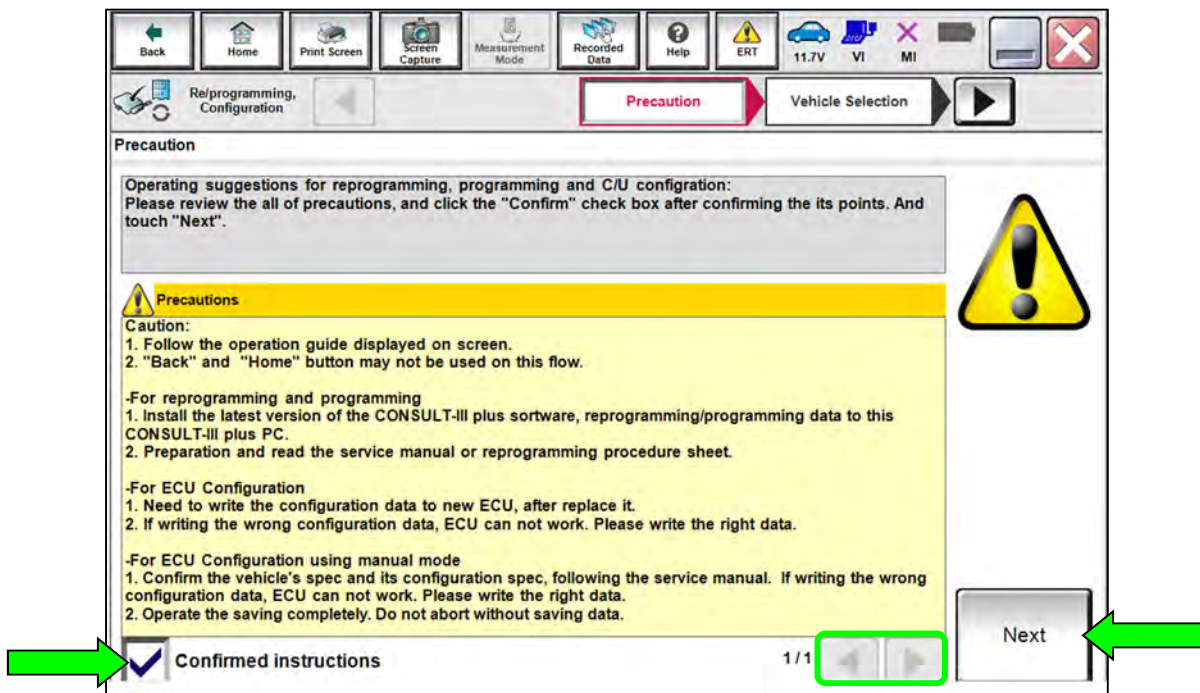 Back
Home
Print Screen
Screen Capture
Measurement Mode
Recorded Data
Help
ERT
11.7V
VI
MI
Re/programming, Configuration
Precaution
Vehicle Selection
Precaution
Operating suggestions for reprogramming, programming and C/U configration:
Please review the all of precautions, and click the "Confirm" check box after confirming the its points. And
touch "Next".
Precautions
Caution:
1. Follow the operation guide displayed on screen.
2. "Back" and "Home" button may not be used on this flow.
-For reprogramming and programming
1. Install the latest version of the CONSULT-III plus sortware, reprogramming/programming data to this
CONSULT-III plus PC.
2. Preparation and read the service manual or reprogramming procedure sheet.
-For ECU Configuration
1. Need to write the configuration data to new ECU, after replace it.
2. If writing the wrong configuration data, ECU can not work. Please write the right data.
-For ECU Configuration using manual mode
1. Confirm the vehicle's spec and its configuration spec, following the service manual. If writing the wrong
configuration data, ECU can not work. Please write the right data.
2. Operate the saving completely. Do not abort without saving data.
Confirmed instructions
1/1
Next